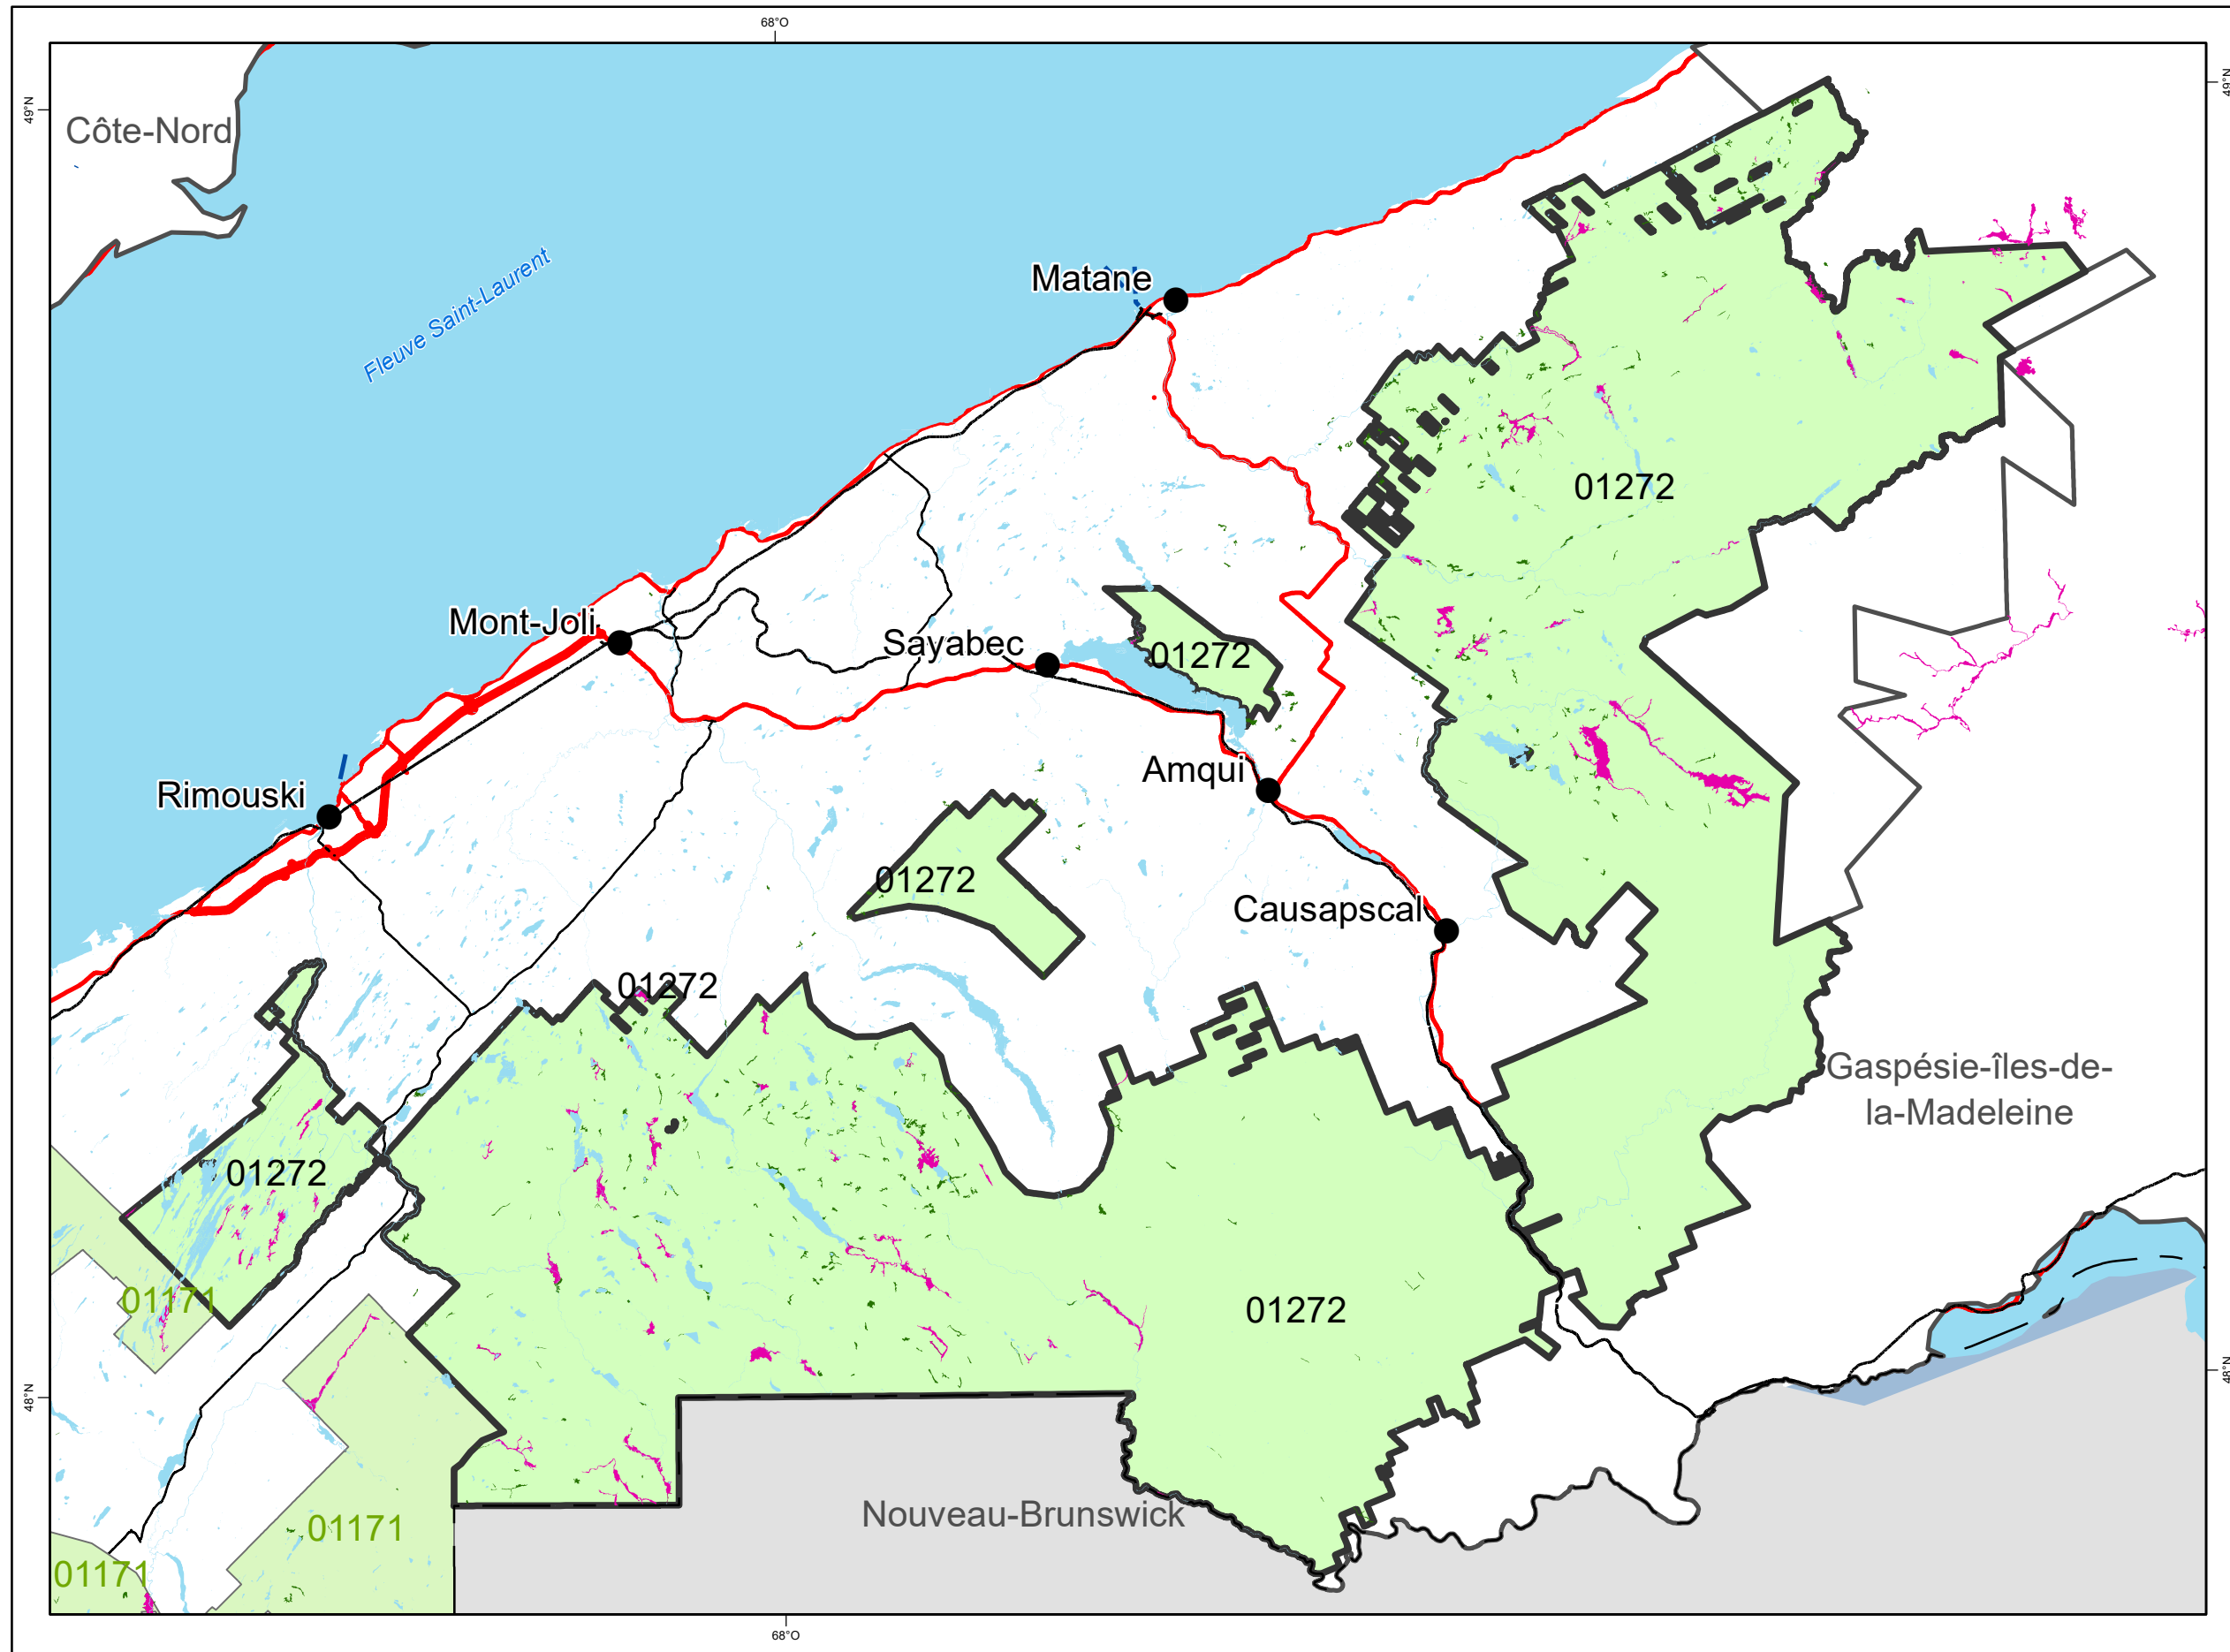 68°O
49°N
49°N
Côte-Nord
Fleuve Saint-Laurent
Matane
01272
Mont-Joli
Sayabec
01272
Amqui
Rimouski
01272
Causapscal
01272
Gaspésie-îles-de-
la-Madeleine
01272
01171
01272
48°N
48°N
Nouveau-Brunswick
01171
01171
68°O